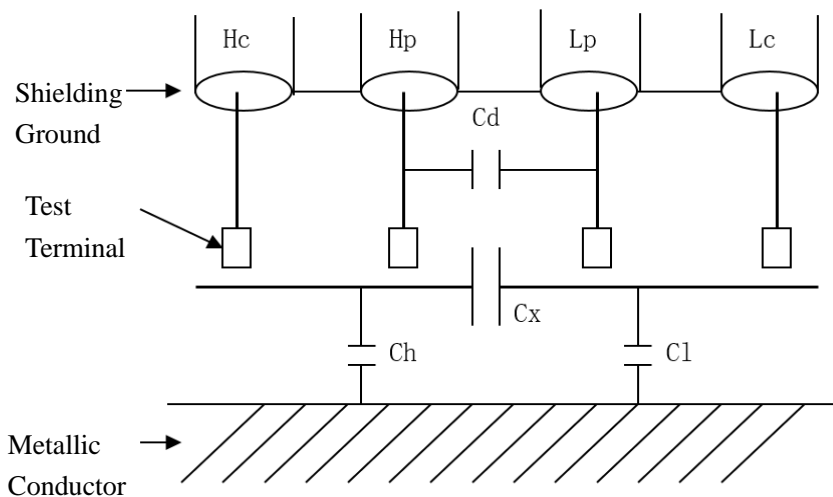 Hc Hp Lp Lc
Shielding
Ground
Cd
Test
Terminal
Cx
Ch Cl
Metallic
Conductor